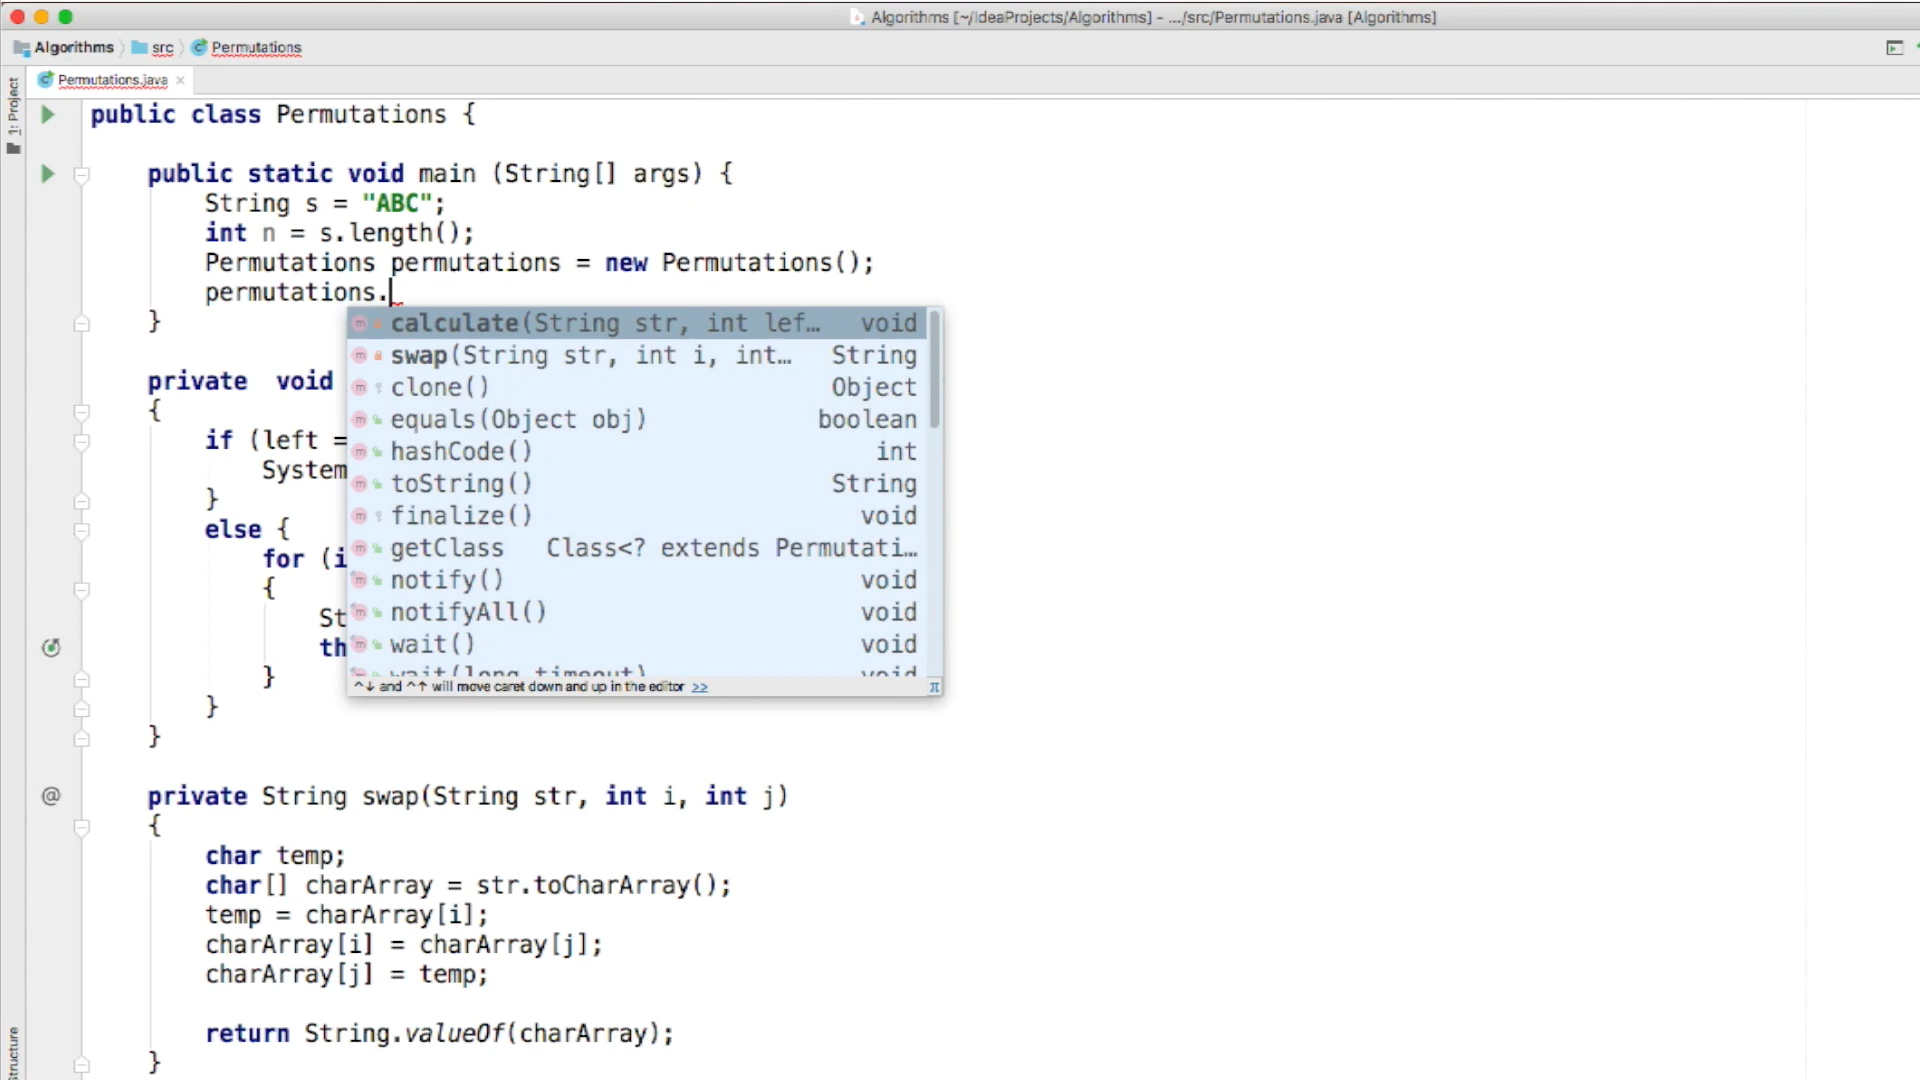 Algorithms [~/IdeaProjects/Algorithms] - .../src/Permutations.java [Algorithms]
Algorithms src Permutations
Permutations.java
1: Project
public class Permutations {
public static void main (String[] args) {
String s = "ABC";
int n = s.length();
Permutations permutations = new Permutations();
permutations.
}
calculate(String str, int lef… void
swap(String str, int i, int… String
clone() Object
equals(Object obj) boolean
hashCode() int
toString() String
finalize() void
getClass Class<? extends Permutati…
notify() void
notifyAll() void
wait() void
wait(long timeout) void
^↓ and ^↑ will move caret down and up in the editor >> π
private void
{
if (left =
System
}
else {
for (i
{
St
th
}
}
}
@ private String swap(String str, int i, int j)
{
char temp;
char[] charArray = str.toCharArray();
temp = charArray[i];
charArray[i] = charArray[j];
charArray[j] = temp;
return String.valueOf(charArray);
}